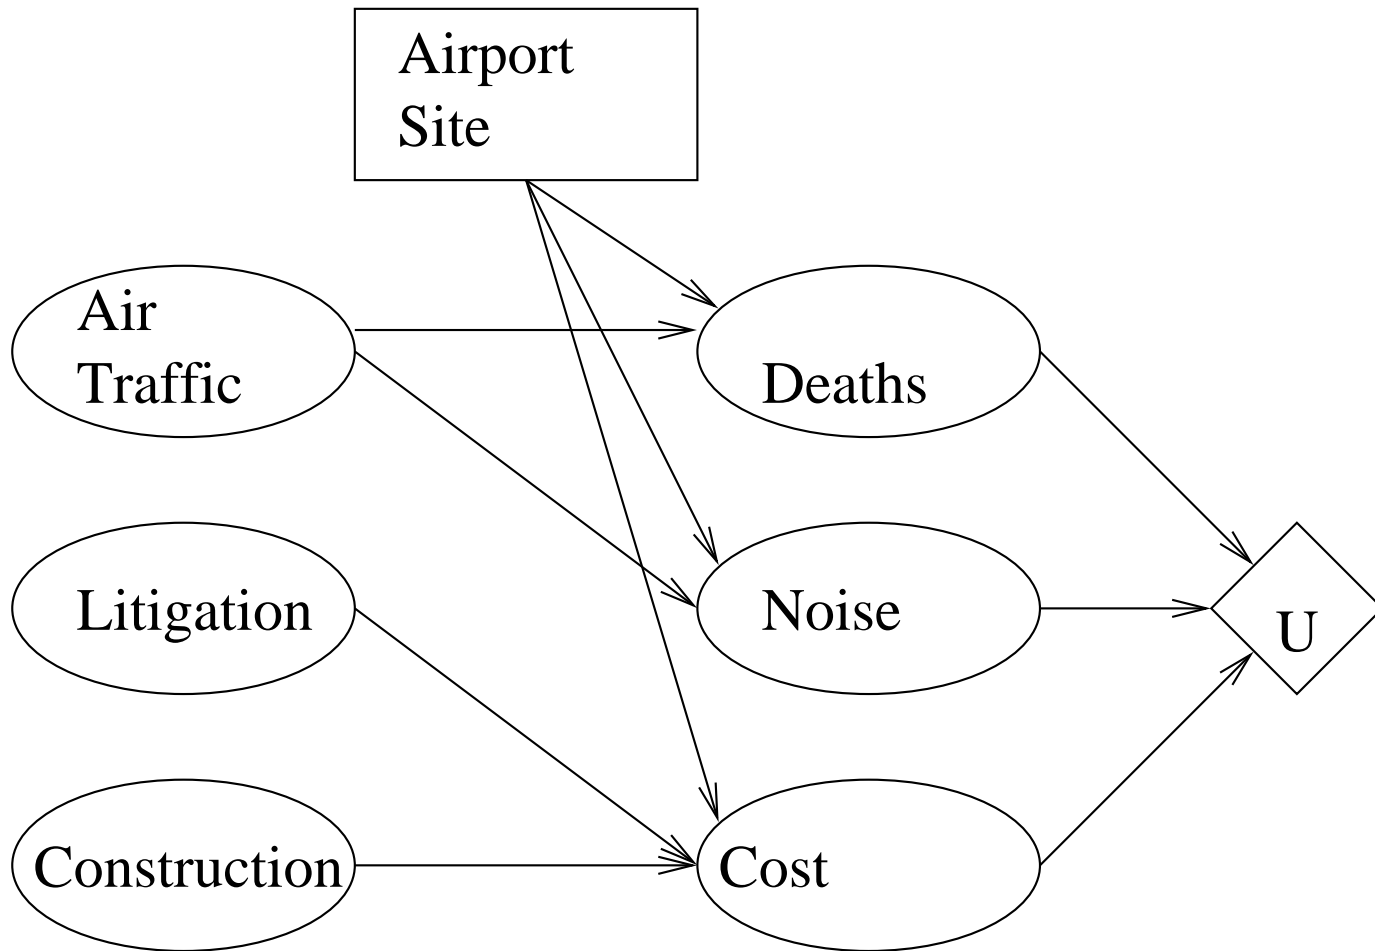 Airport
Site
Air
Traffic
Deaths
Litigation
Noise
U
Construction
Cost